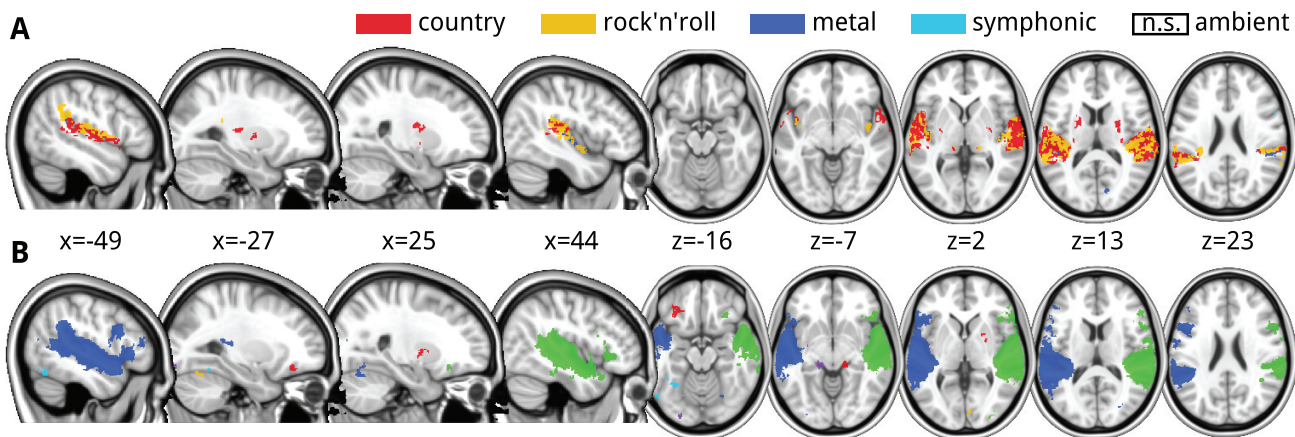 A country rock'n'roll metal symphonic n.s. ambient
x=-49 x=-27 x=25 x=44 z=-16 z=-7 z=2 z=13 z=23
B